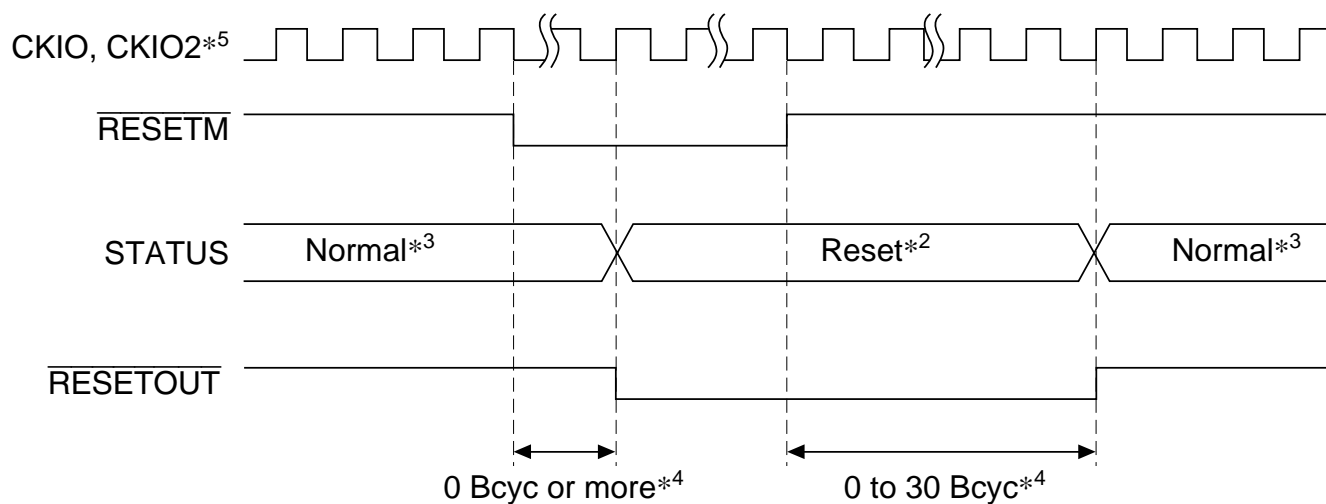 CKIO, CKIO2*5
RESETM
STATUS Normal*3 Reset*2 Normal*3
RESETOUT
0 Bcyc or more*4 0 to 30 Bcyc*4